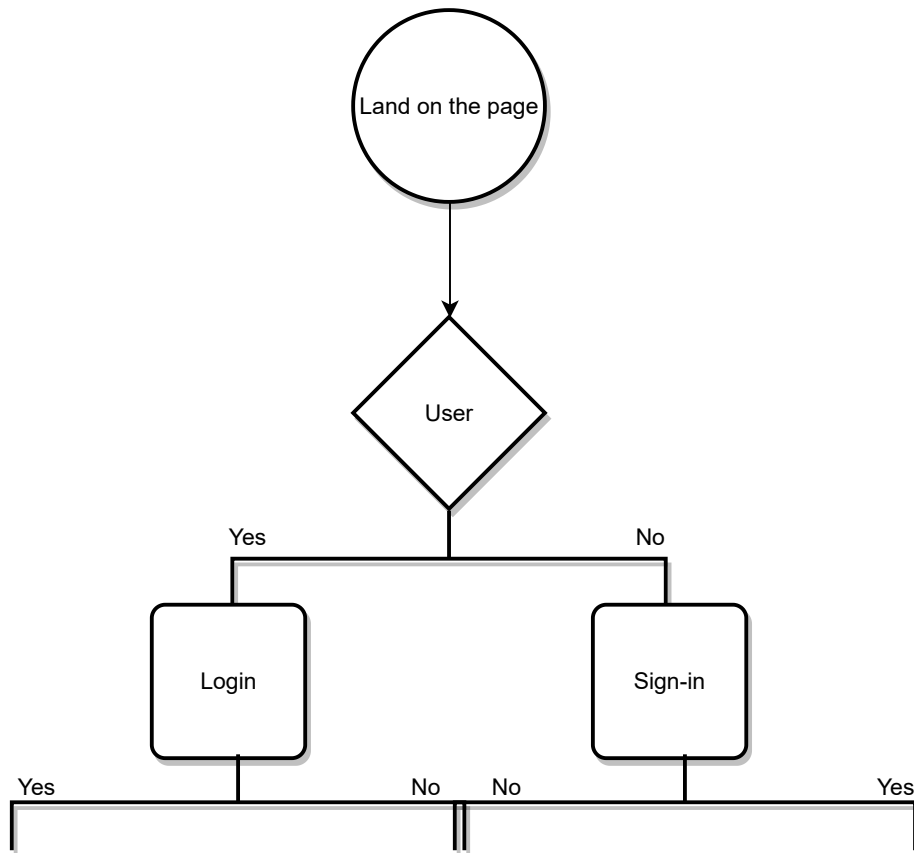 Land on the page
User
Yes
No
Login
Sign-in
Yes
No
No
Yes